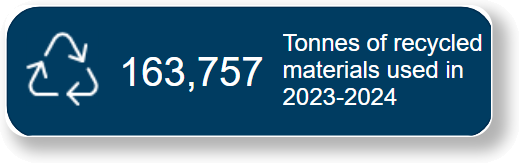 163,757
Tonnes of recycled
materials used in
2023-2024